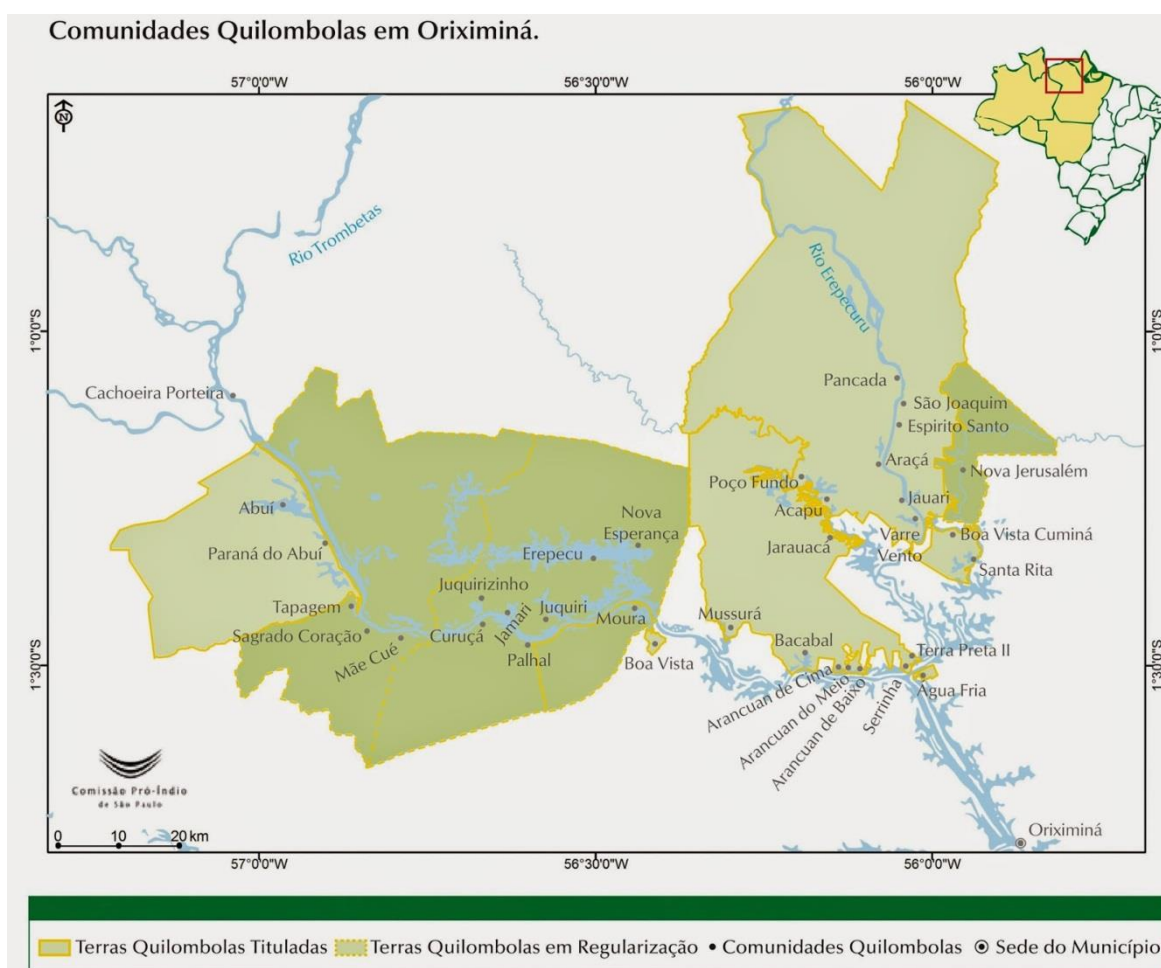 Comunidades Quilombolas em Oriximiná.
57°0'0"W
56°30'0"W
56°0'0"W
N
Rio Trombetas
Rio Erepecuru
1°0'0"S
1°0'0"S
Cachoeira Porteira
Pancada
São Joaquim
Espirito Santo
Araçá
Nova Jerusalém
Poço Fundo
Acapu
Jauari
Abuí
Nova
Esperança
Varre
Vento
Boa Vista Cuminá
Paraná do Abuí
Erepecu
Jarauacá
Santa Rita
Juquirizinho
Tapagem
Jamari
Juquiri
Moura
Mussurá
Sagrado Coração
Curuçá
Mãe Cué
Palhal
Boa Vista
Bacabal
Terra Preta II
1°30'0"S
1°30'0"S
Arancuan de Cima
Arancuan do Meio
Arancuan de Baixo
Serrinha
Água Fria
Comissão Pró-Índio
de São Paulo
0 10 20 km
Oriximiná
57°0'0"W
56°30'0"W
56°0'0"W
Terras Quilombolas Tituladas Terras Quilombolas em Regularização • Comunidades Quilombolas Sede do Município